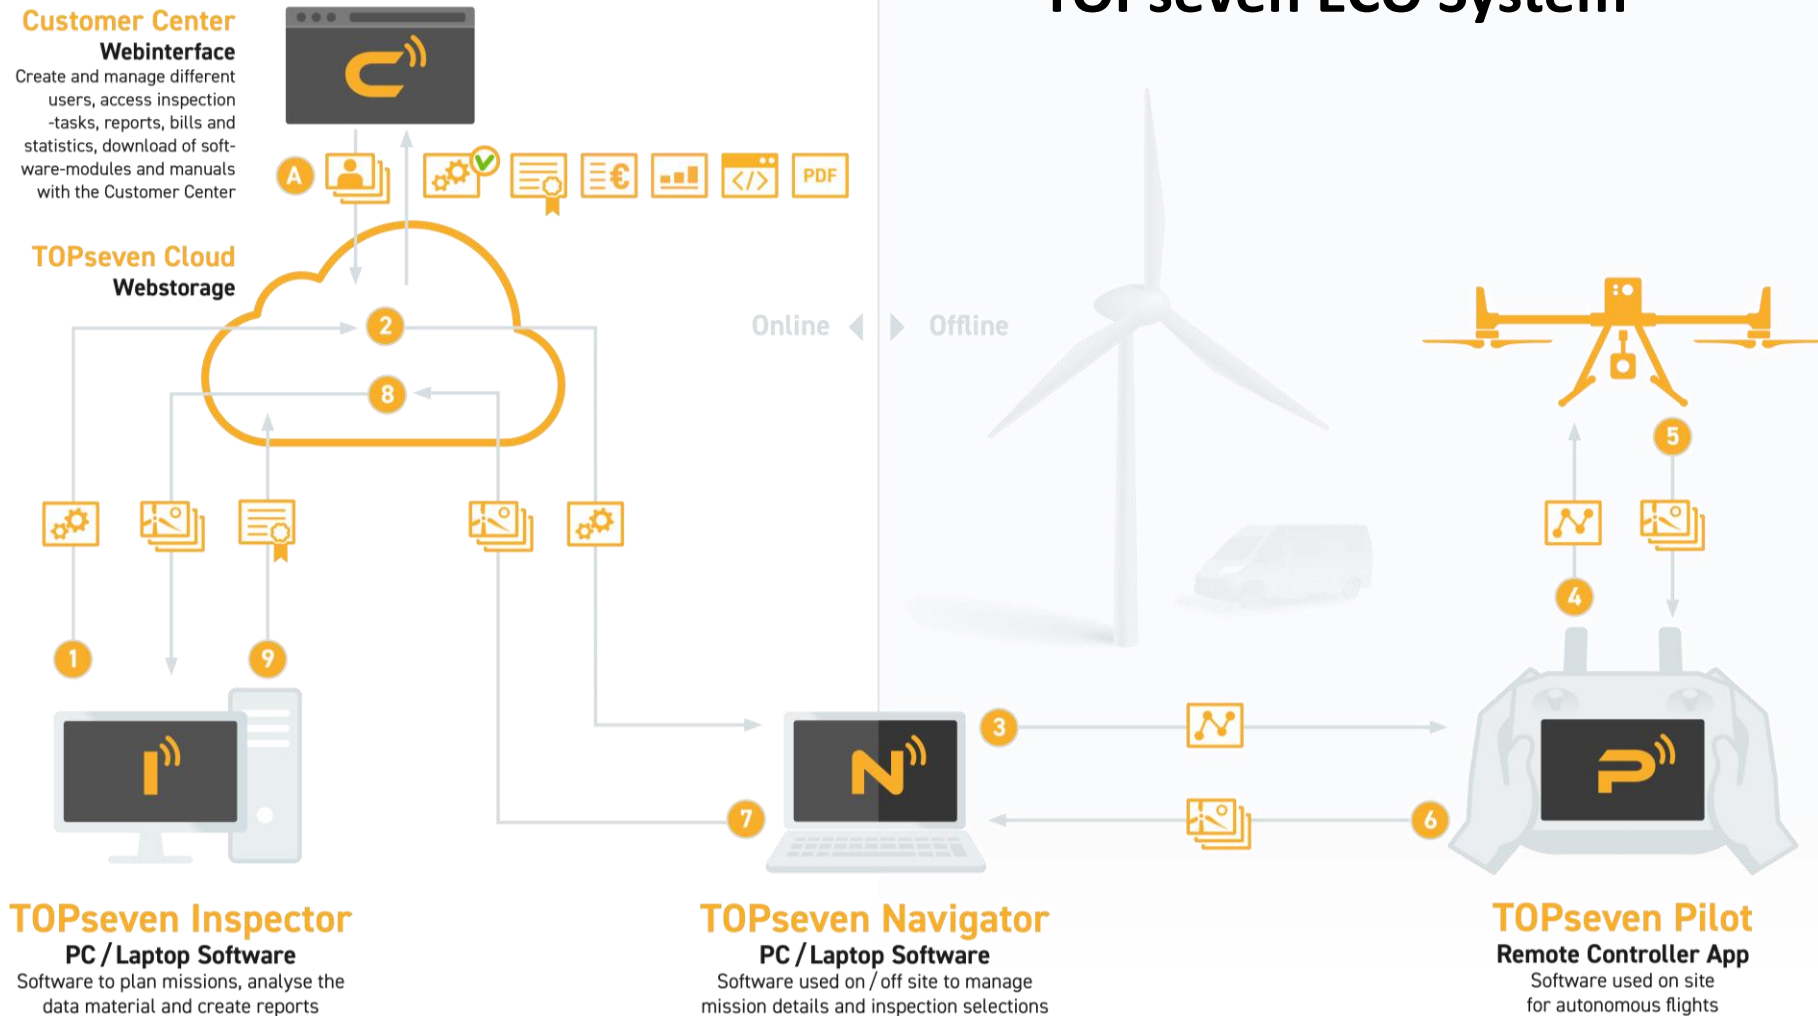 TOPseven ECO System
Customer Center
Webinterface
Create and manage different
users, access inspection
-tasks, reports, bills and
statistics, download of soft-
ware-modules and manuals
with the Customer Center
C
A
€
</>
PDF
TOPseven Cloud
Webstorage
2
8
Online
Offline
5
4
1
9
3
7
6
I
N
P
TOPseven Inspector
PC / Laptop Software
Software to plan missions, analyse the
data material and create reports
TOPseven Navigator
PC / Laptop Software
Software used on / off site to manage
mission details and inspection selections
TOPseven Pilot
Remote Controller App
Software used on site
for autonomous flights